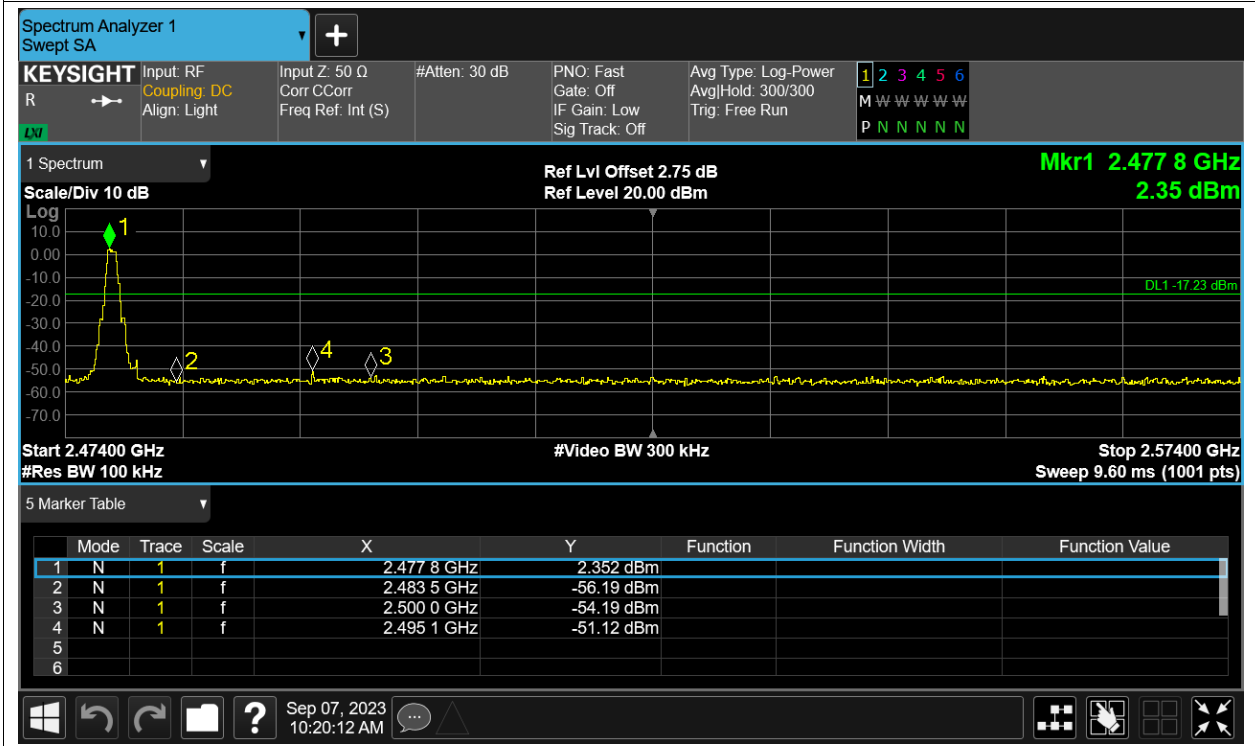 Spectrum Analyzer 1
Swept SA
+
KEYSIGHT Input: RF Input Z: 50 Ω #Atten: 30 dB PNO: Fast Avg Type: Log-Power 1 2 3 4 5 6
R Coupling: DC Corr CCorr Gate: Off Avg|Hold: 300/300 M W W W W W
Align: Light Freq Ref: Int (S) IF Gain: Low Trig: Free Run
LXI Sig Track: Off P N N N N N
1 Spectrum Ref Lvl Offset 2.75 dB Mkr1 2.477 8 GHz
Scale/Div 10 dB Ref Level 20.00 dBm 2.35 dBm
Log
1
10.0
0.00
-10.0
DL1 -17.23 dBm
-20.0
-30.0
-40.0
2 4 3
-50.0
-60.0
-70.0
Start 2.47400 GHz #Video BW 300 kHz Stop 2.57400 GHz
#Res BW 100 kHz Sweep 9.60 ms (1001 pts)
5 Marker Table
Mode Trace Scale X Y Function Function Width Function Value
1 N 1 f 2.477 8 GHz 2.352 dBm
2 N 1 f 2.483 5 GHz -56.19 dBm
3 N 1 f 2.500 0 GHz -54.19 dBm
4 N 1 f 2.495 1 GHz -51.12 dBm
5
6
? Sep 07, 2023
10:20:12 AM